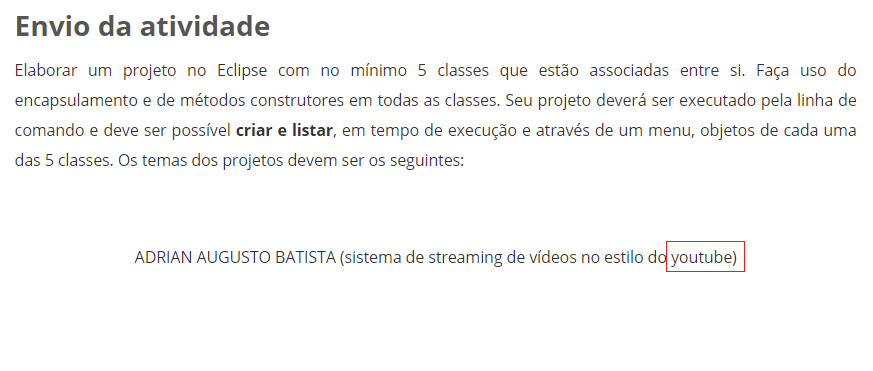 Envio da atividade
Elaborar um projeto no Eclipse com no mínimo 5 classes que estão associadas entre si. Faça uso do
encapsulamento e de métodos construtores em todas as classes. Seu projeto deverá ser executado pela linha de
comando e deve ser possível criar e listar, em tempo de execução e através de um menu, objetos de cada uma
das 5 classes. Os temas dos projetos devem ser os seguintes:
ADRIAN AUGUSTO BATISTA (sistema de streaming de vídeos no estilo do youtube)